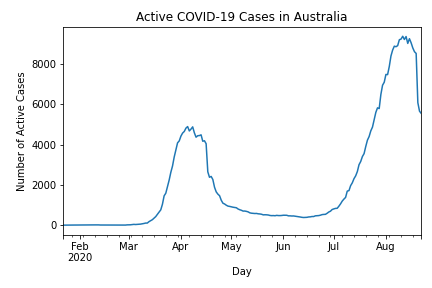 Active COVID-19 Cases in Australia
Number of Active Cases
8000
6000
4000
2000
0
Feb Mar Apr May Jun Jul Aug
2020
Day